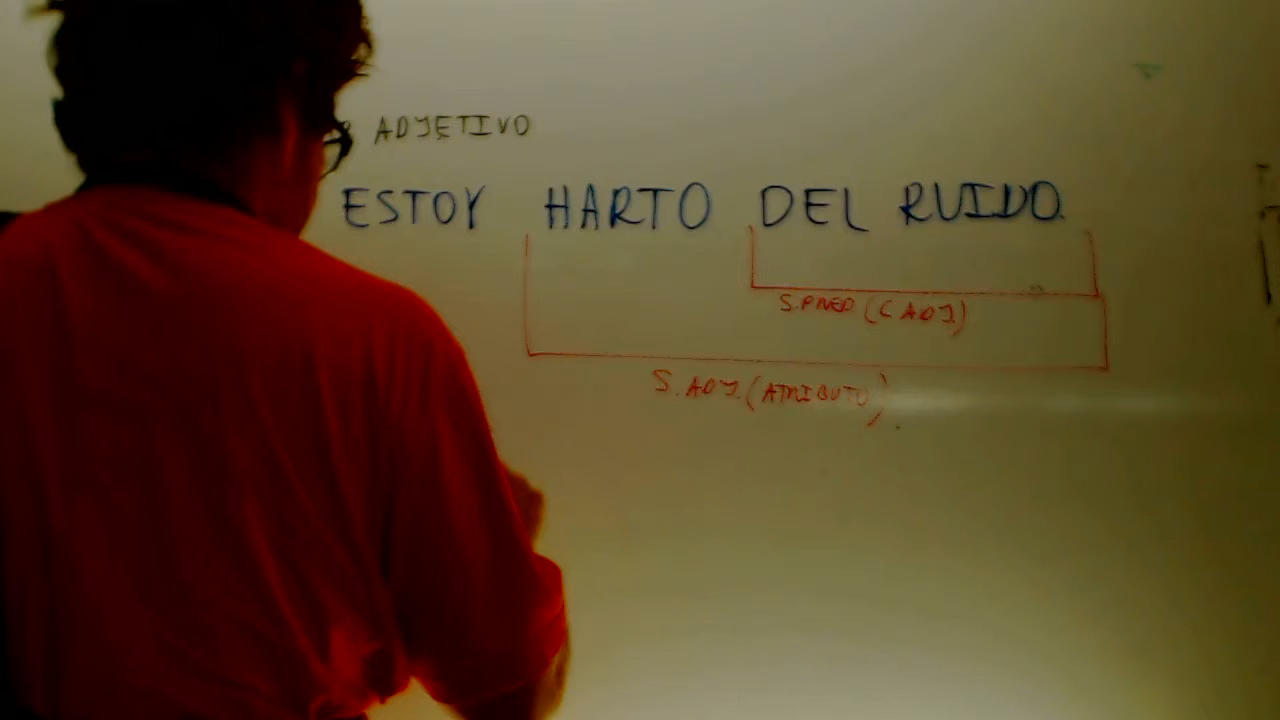 ADJETIVO
ESTOY HARTO DEL RUIDO
S.PREP (C ADJ)
S. ADJ. (ATRIBUTO)